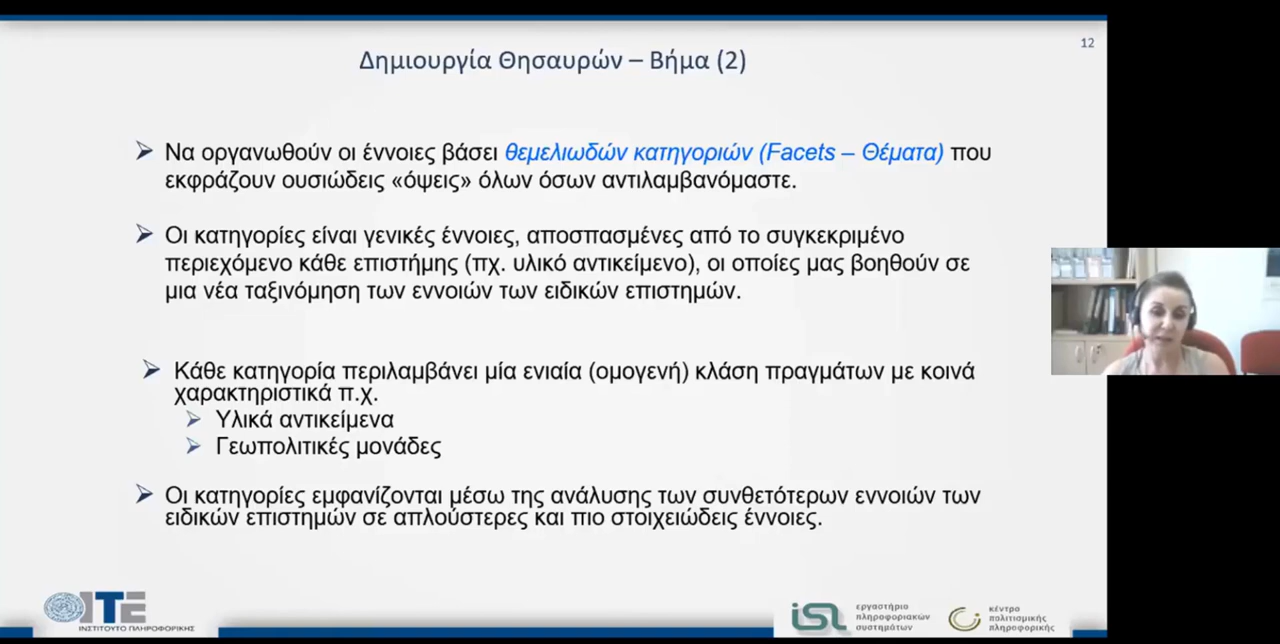 12
Δημιουργία Θησαυρών – Βήμα (2)
Να οργανωθούν οι έννοιες βάσει θεμελιωδών κατηγοριών (Facets – Θέματα) που
εκφράζουν ουσιώδεις «όψεις» όλων όσων αντιλαμβανόμαστε.
Οι κατηγορίες είναι γενικές έννοιες, αποσπασμένες από το συγκεκριμένο
περιεχόμενο κάθε επιστήμης (πχ. υλικό αντικείμενο), οι οποίες μας βοηθούν σε
μια νέα ταξινόμηση των εννοιών των ειδικών επιστημών.
Κάθε κατηγορία περιλαμβάνει μία ενιαία (ομογενή) κλάση πραγμάτων με κοινά
χαρακτηριστικά π.χ.
Υλικά αντικείμενα
Γεωπολιτικές μονάδες
Οι κατηγορίες εμφανίζονται μέσω της ανάλυσης των συνθετότερων εννοιών των
ειδικών επιστημών σε απλούστερες και πιο στοιχειώδεις έννοιες.
ΙΤΕ
ΙΝΣΤΙΤΟΥΤΟ ΠΛΗΡΟΦΟΡΙΚΗΣ
isl
εργαστήριο
πληροφοριακών
συστημάτων
κέντρο
πολιτισμικής
πληροφορικής